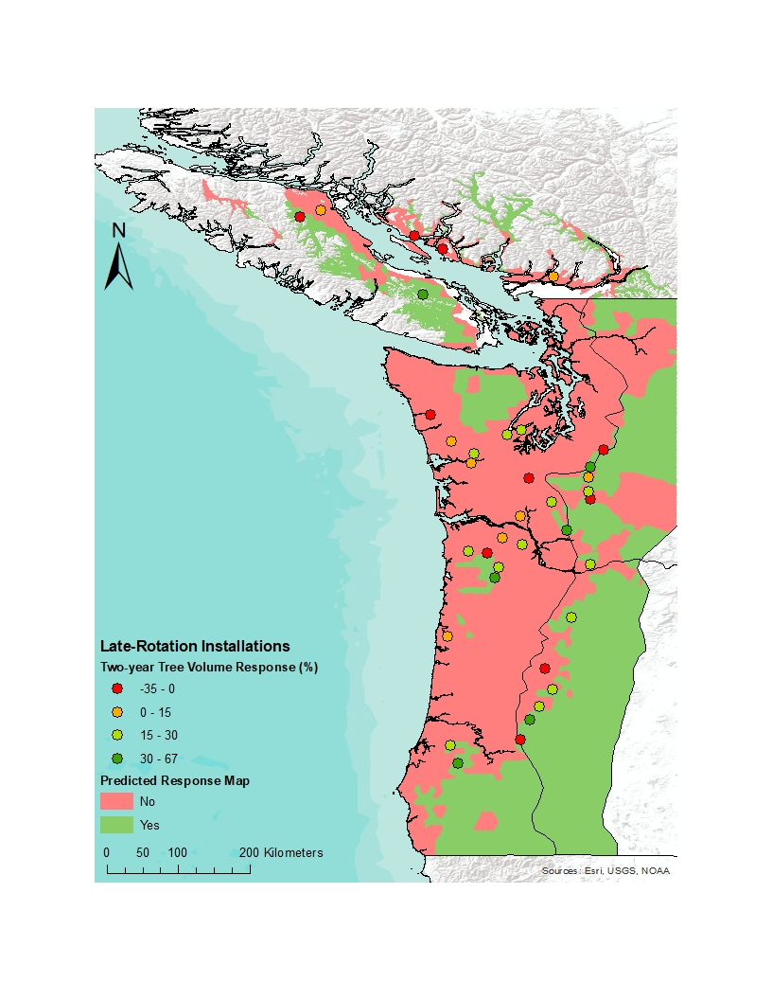 N
Late-Rotation Installations
Two-year Tree Volume Response (%)
-35 - 0
0 - 15
15 - 30
30 - 67
Predicted Response Map
No
Yes
0 50 100 200 Kilometers
Sources: Esri, USGS, NOAA